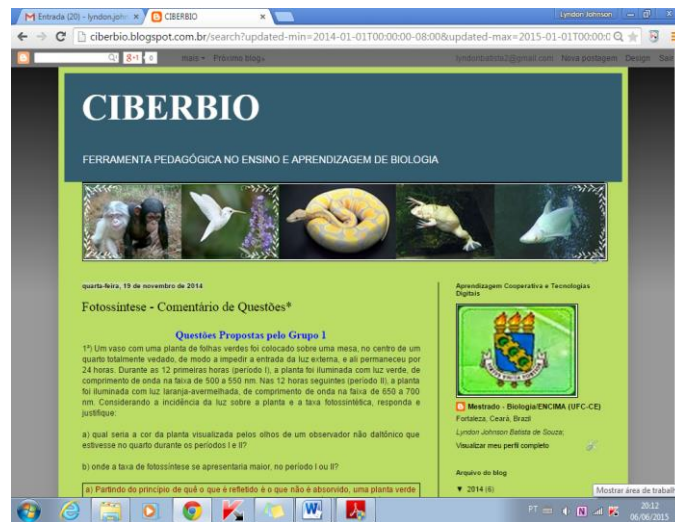 Entrada (20) - lyndon.joh
CIBERBIO
Lyndon Johnson
ciberbio.blogspot.com.br/search?updated-min=2014-01-01T00:00:00-08:00&updated-max=2015-01-01T00:00:0
g+1 0 mais Próximo blog» lyndonbatista2@gmail.com Nova postagem Design Sair
CIBERBIO
FERRAMENTA PEDAGÓGICA NO ENSINO E APRENDIZAGEM DE BIOLOGIA
quarta-feira, 19 de novembro de 2014
Fotossíntese - Comentário de Questões*
Questões Propostas pelo Grupo 1
1ª) Um vaso com uma planta de folhas verdes foi colocado sobre uma mesa, no centro de um
quarto totalmente vedado, de modo a impedir a entrada da luz externa, e ali permaneceu por
24 horas. Durante as 12 primeiras horas (período I), a planta foi iluminada com luz verde, de
comprimento de onda na faixa de 500 a 550 nm. Nas 12 horas seguintes (período II), a planta
foi iluminada com luz laranja-avermelhada, de comprimento de onda na faixa de 650 a 700
nm. Considerando a incidência da luz sobre a planta e a taxa fotossintética, responda e
justifique:
a) qual seria a cor da planta visualizada pelos olhos de um observador não daltônico que
estivesse no quarto durante os períodos I e II?
b) onde a taxa de fotossíntese se apresentaria maior, no período I ou II?
a) Partindo do princípio de quê o que é refletido é o que não é absorvido, uma planta verde
Aprendizagem Cooperativa e Tecnologias
Digitais
Mestrado - Biologia/ENCIMA (UFC-CE)
Fortaleza, Ceará, Brazil
Lyndon Johnson Batista de Souza;
Visualizar meu perfil completo
Arquivo do blog
▼ 2014 (6)
Mostrar área de trabalh
PT
20:12
06/06/2015